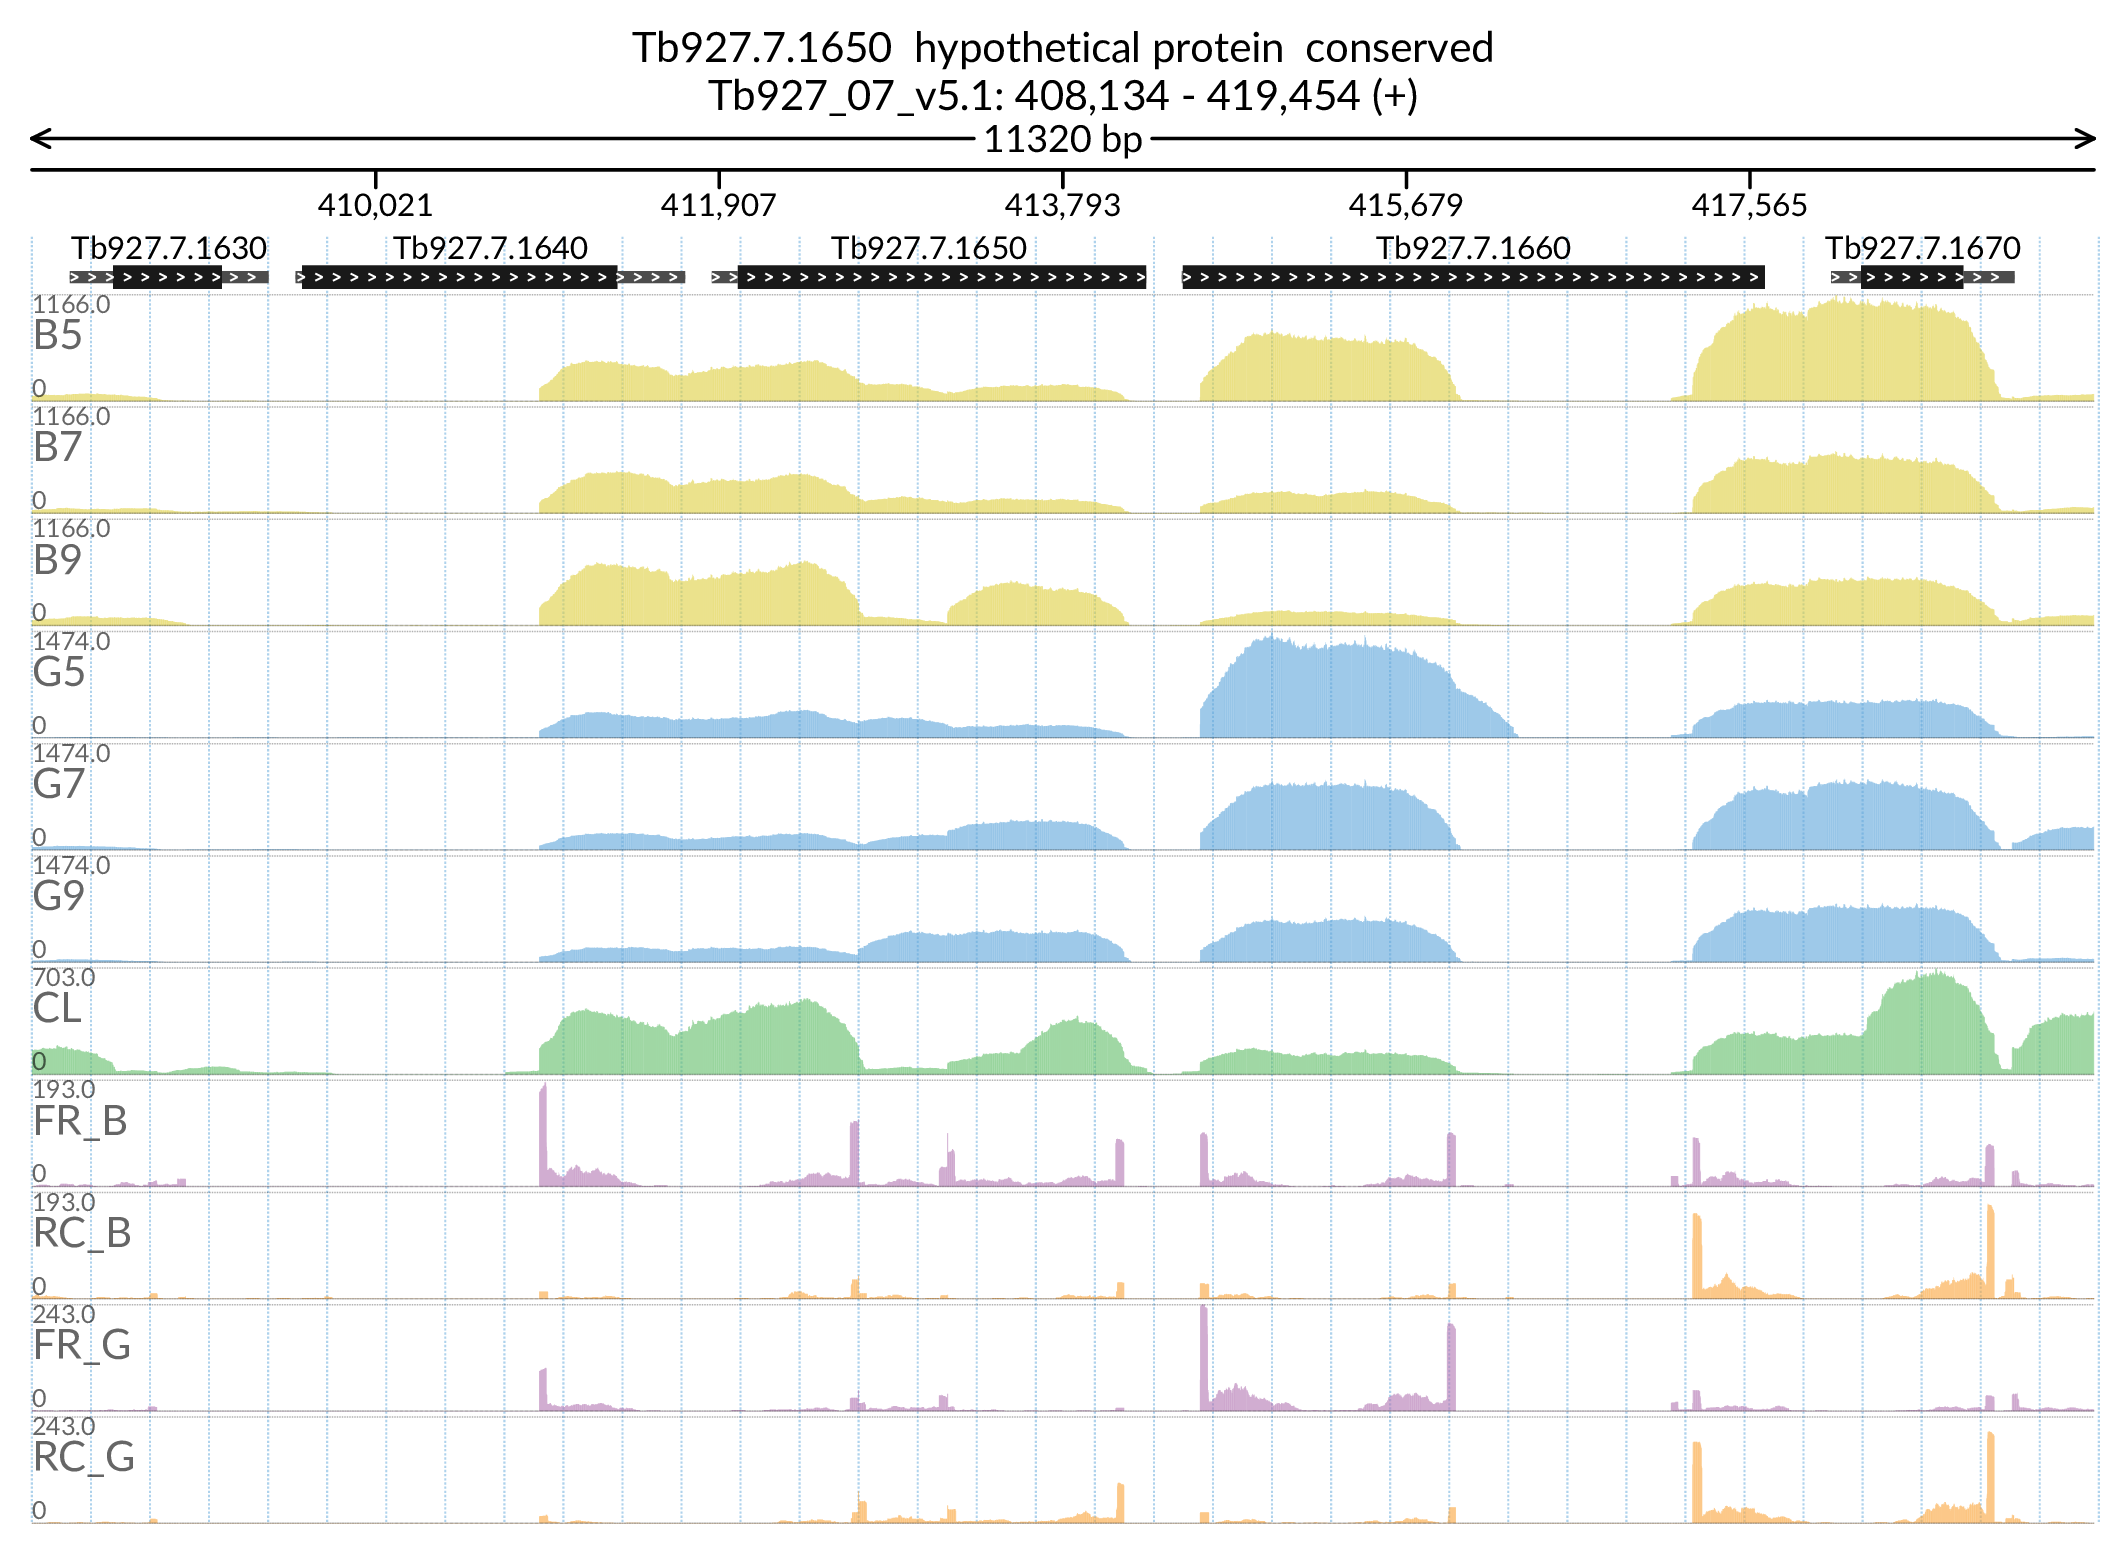 Tb927.7.1650 hypothetical protein conserved
Tb927_07_v5.1: 408,134 - 419,454 (+)
11320 bp
410,021 411,907 413,793 415,679 417,565
Tb927.7.1630 Tb927.7.1640 Tb927.7.1650 Tb927.7.1660 Tb927.7.1670
1166.0
B5
0
1166.0
B7
0
1166.0
B9
0
1474.0
G5
0
1474.0
G7
0
1474.0
G9
0
703.0
CL
0
193.0
FR_B
0
193.0
RC_B
0
243.0
FR_G
0
243.0
RC_G
0